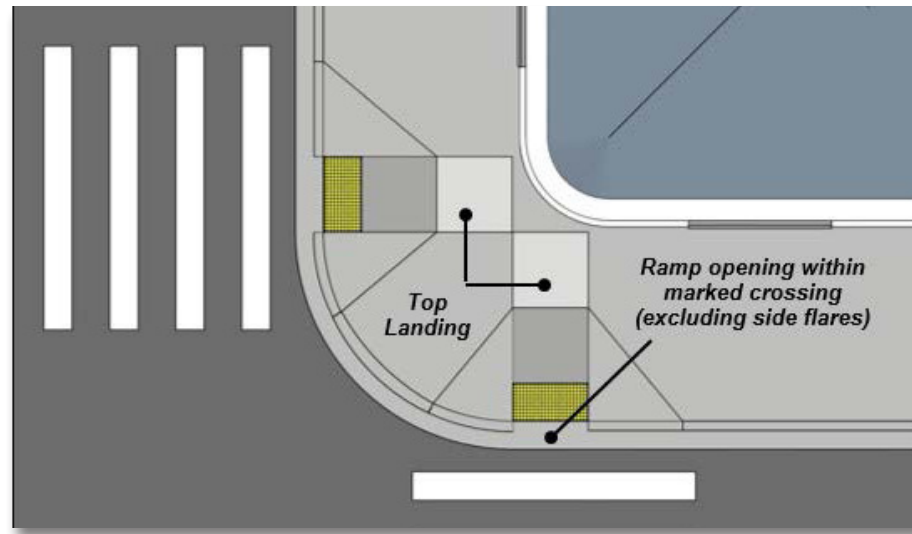 Top
Landing
Ramp opening within
marked crossing
(excluding side flares)